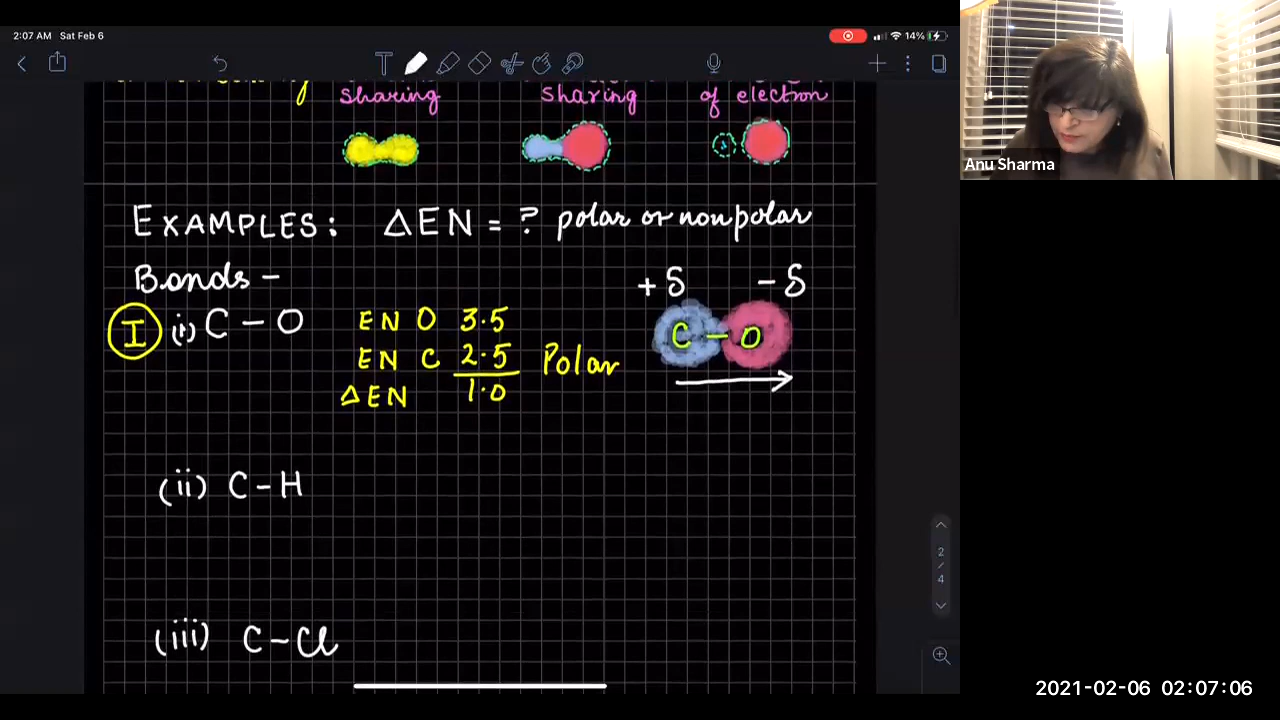 2:07 AM Sat Feb 6
14%
T
sharing sharing of electron
Anu Sharma
EXAMPLES: ΔEN = ? polar or nonpolar
Bonds -
+δ -δ
I (i) C - O
EN O 3.5
EN C 2.5 Polar
ΔEN 1.0
C - O
(ii) C - H
(iii) C - Cl
2
/
4
2021-02-06 02:07:06